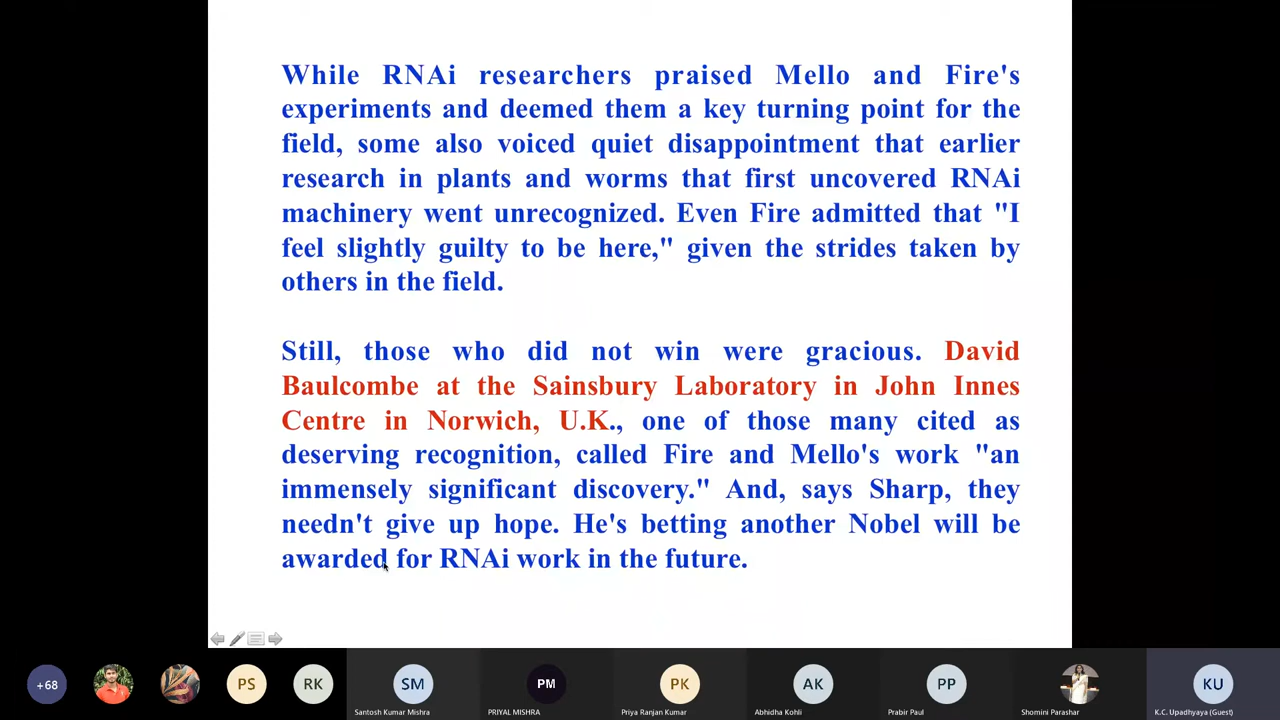 While RNAi researchers praised Mello and Fire's
experiments and deemed them a key turning point for the
field, some also voiced quiet disappointment that earlier
research in plants and worms that first uncovered RNAi
machinery went unrecognized. Even Fire admitted that "I
feel slightly guilty to be here," given the strides taken by
others in the field.
Still, those who did not win were gracious. David
Baulcombe at the Sainsbury Laboratory in John Innes
Centre in Norwich, U.K., one of those many cited as
deserving recognition, called Fire and Mello's work "an
immensely significant discovery." And, says Sharp, they
needn't give up hope. He's betting another Nobel will be
awarded for RNAi work in the future.
+68
PS
RK
SM
PM
PK
AK
PP
KU
Santosh Kumar Mishra
PRIYAL MISHRA
Priya Ranjan Kumar
Abhidha Kohli
Prabir Paul
Shomini Parashar
K.C. Upadhyaya (Guest)